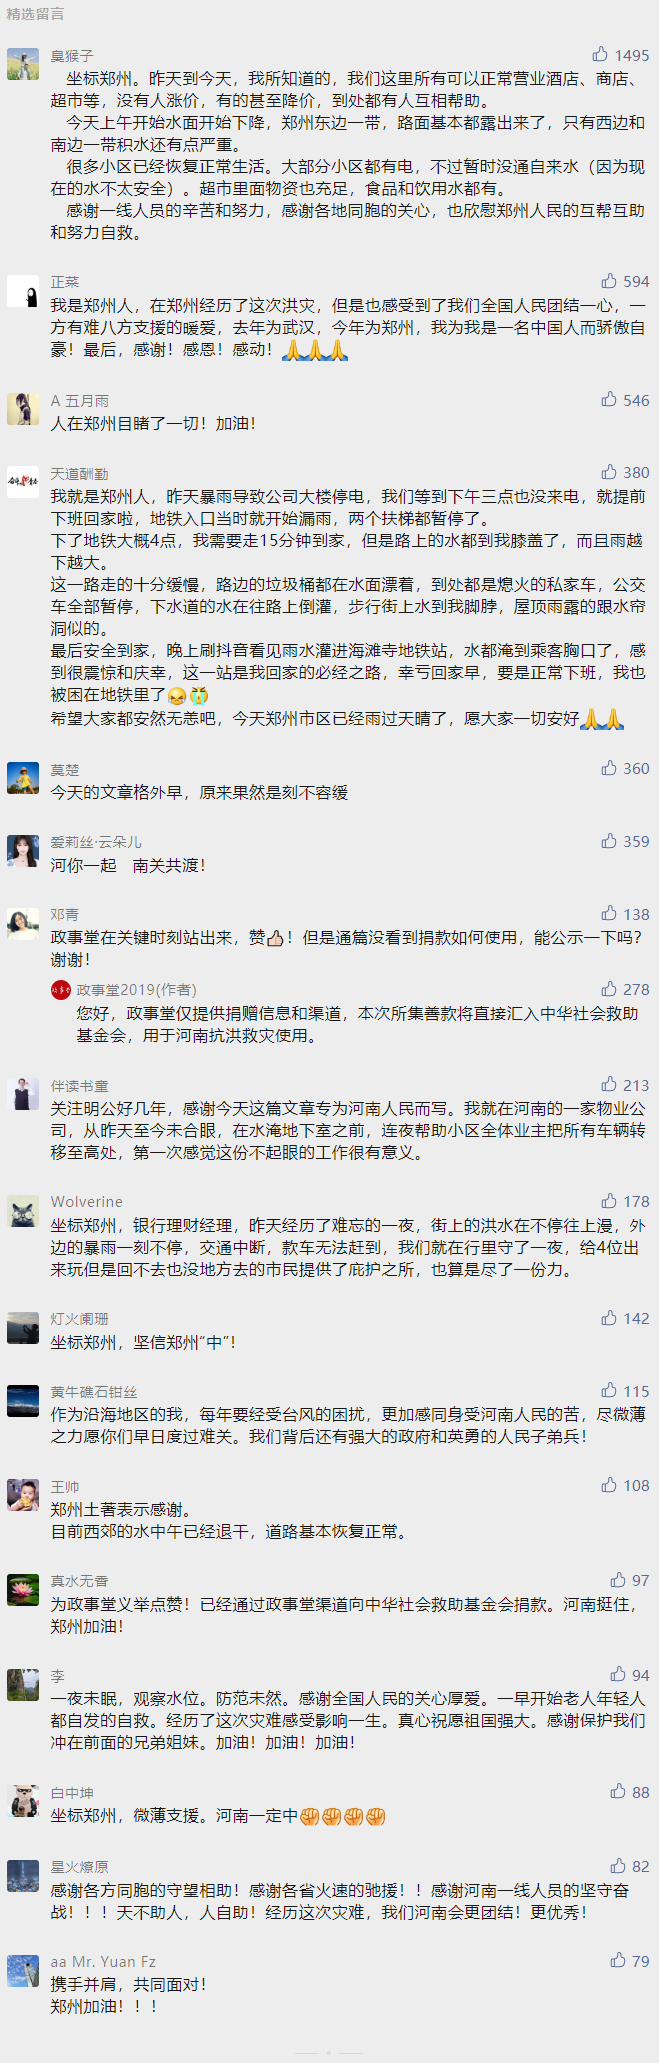 精选留言
臭猴子 1495
坐标郑州。昨天到今天，我所知道的，我们这里所有可以正常营业酒店、商店、
超市等，没有人涨价，有的甚至降价，到处都有人互相帮助。
今天上午开始水面开始下降，郑州东边一带，路面基本都露出来了，只有西边和
南边一带积水还有点严重。
很多小区已经恢复正常生活。大部分小区都有电，不过暂时没通自来水（因为现
在的水不太安全）。超市里面物资也充足，食品和饮用水都有。
感谢一线人员的辛苦和努力，感谢各地同胞的关心，也欣慰郑州人民的互帮互助
和努力自救。
正菜 594
我是郑州人，在郑州经历了这次洪灾，但是也感受到了我们全国人民团结一心，一
方有难八方支援的暖爱，去年为武汉，今年为郑州，我为我是一名中国人而骄傲自
豪！最后，感谢！感恩！感动！🙏🙏🙏
A 五月雨 546
人在郑州目睹了一切！加油！
天道酬勤 380
我就是郑州人，昨天暴雨导致公司大楼停电，我们等到下午三点也没来电，就提前
下班回家啦，地铁入口当时就开始漏雨，两个扶梯都暂停了。
下了地铁大概4点，我需要走15分钟到家，但是路上的水都到我膝盖了，而且雨越
下越大。
这一路走的十分缓慢，路边的垃圾桶都在水面漂着，到处都是熄火的私家车，公交
车全部暂停，下水道的水在往路上倒灌，步行街上水到我脚脖，屋顶雨露的跟水帘
洞似的。
最后安全到家，晚上刷抖音看见雨水灌进海滩寺地铁站，水都淹到乘客胸口了，感
到很震惊和庆幸，这一站是我回家的必经之路，幸亏回家早，要是正常下班，我也
被困在地铁里了😂😭
希望大家都安然无恙吧，今天郑州市区已经雨过天晴了，愿大家一切安好🙏🙏
莫楚 360
今天的文章格外早，原来果然是刻不容缓
爱莉丝·云朵儿 359
河你一起　南关共渡！
邓青 138
政事堂在关键时刻站出来，赞👍🏻！但是通篇没看到捐款如何使用，能公示一下吗？
谢谢！
政事堂2019(作者) 278
您好，政事堂仅提供捐赠信息和渠道，本次所集善款将直接汇入中华社会救助
基金会，用于河南抗洪救灾使用。
伴读书童 213
关注明公好几年，感谢今天这篇文章专为河南人民而写。我就在河南的一家物业公
司，从昨天至今未合眼，在水淹地下室之前，连夜帮助小区全体业主把所有车辆转
移至高处，第一次感觉这份不起眼的工作很有意义。
Wolverine 178
坐标郑州，银行理财经理，昨天经历了难忘的一夜，街上的洪水在不停往上漫，外
边的暴雨一刻不停，交通中断，款车无法赶到，我们就在行里守了一夜，给4位出
来玩但是回不去也没地方去的市民提供了庇护之所，也算是尽了一份力。
灯火阑珊 142
坐标郑州，坚信郑州“中”！
黄牛礁石钳丝 115
作为沿海地区的我，每年要经受台风的困扰，更加感同身受河南人民的苦，尽微薄
之力愿你们早日度过难关。我们背后还有强大的政府和英勇的人民子弟兵！
王帅 108
郑州土著表示感谢。
目前西郊的水中午已经退干，道路基本恢复正常。
真水无香 97
为政事堂义举点赞！已经通过政事堂渠道向中华社会救助基金会捐款。河南挺住，
郑州加油！
李 94
一夜未眠，观察水位。防范未然。感谢全国人民的关心厚爱。一早开始老人年轻人
都自发的自救。经历了这次灾难感受影响一生。真心祝愿祖国强大。感谢保护我们
冲在前面的兄弟姐妹。加油！加油！加油！
白中坤 88
坐标郑州，微薄支援。河南一定中✊✊✊✊
星火燎原 82
感谢各方同胞的守望相助！感谢各省火速的驰援！！感谢河南一线人员的坚守奋
战！！！天不助人，人自助！经历这次灾难，我们河南会更团结！更优秀！
aa Mr. Yuan Fz 79
携手并肩，共同面对！
郑州加油！！！